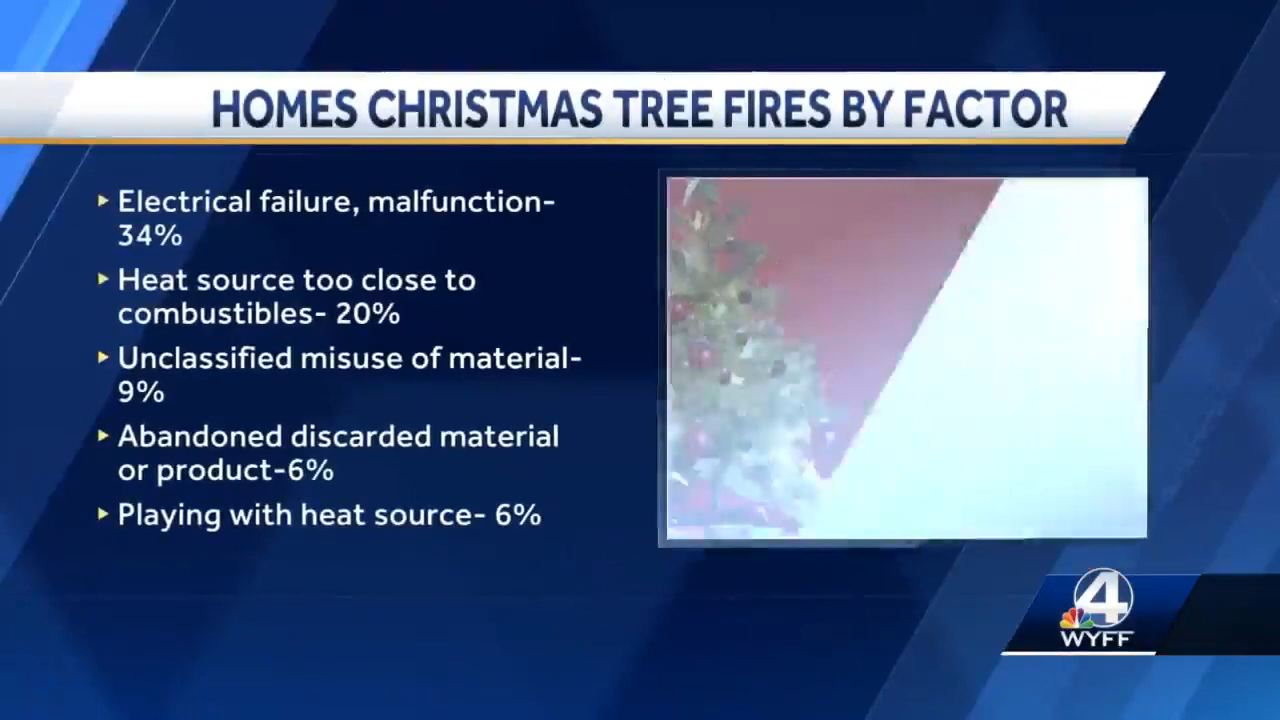 HOMES CHRISTMAS TREE FIRES BY FACTOR
Electrical failure, malfunction-
34%
Heat source too close to
combustibles- 20%
Unclassified misuse of material-
9%
Abandoned discarded material
or product-6%
Playing with heat source- 6%
4
WYFF